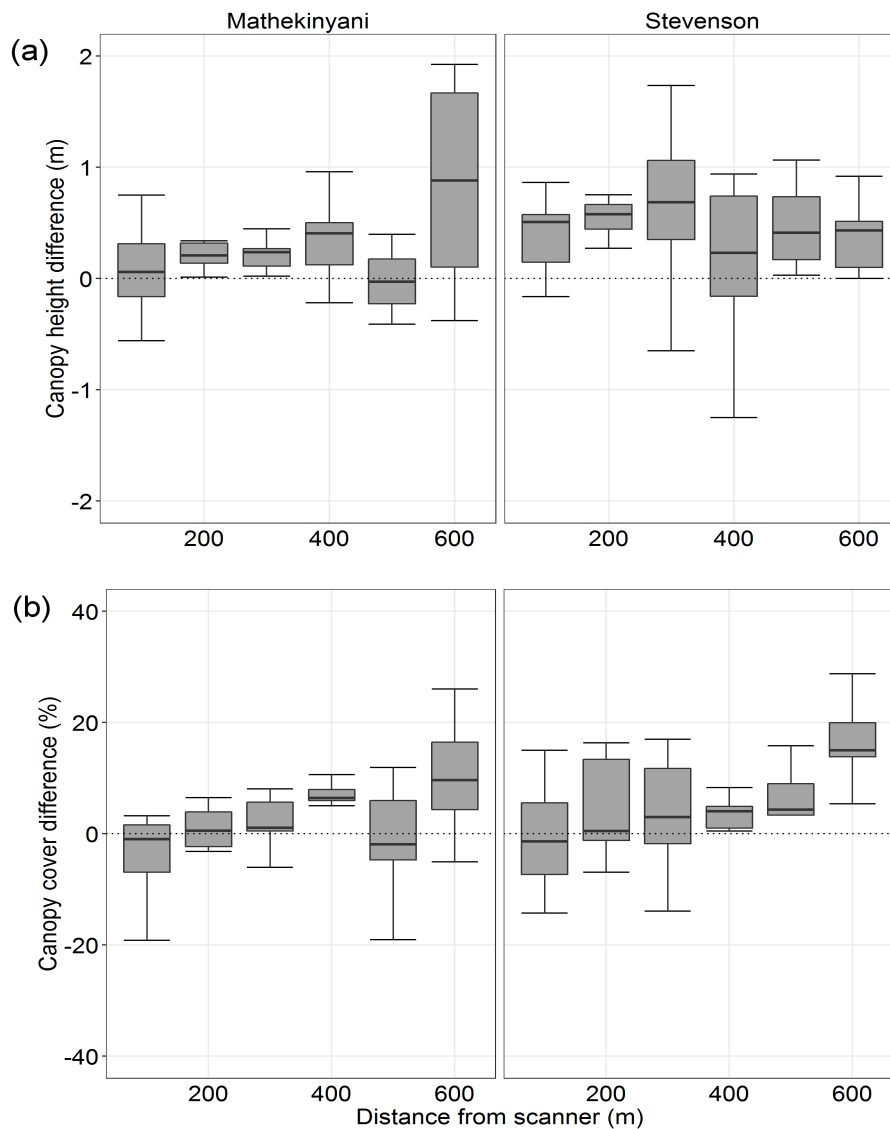 Mathekinyani Stevenson
(a)
Canopy height difference (m)
2
1
0
-1
-2
200 400 600 200 400 600
(b)
Canopy cover difference (%)
40
20
0
-20
-40
200 400 600 200 400 600
Distance from scanner (m)